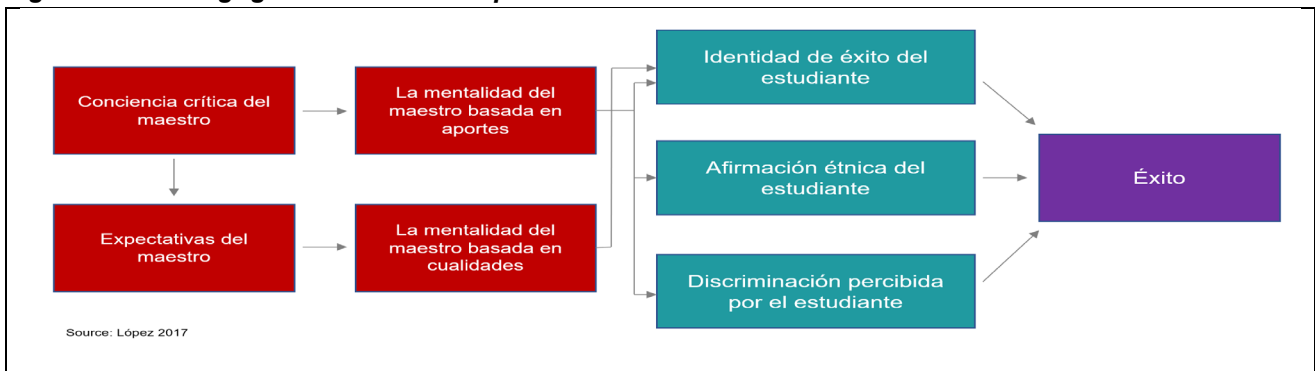 Conciencia crítica del
maestro
La mentalidad del
maestro basada en
aportes
Expectativas del
maestro
La mentalidad del
maestro basada en
cualidades
Identidad de éxito del
estudiante
Afirmación étnica del
estudiante
Discriminación percibida
por el estudiante
Éxito
Source: López 2017